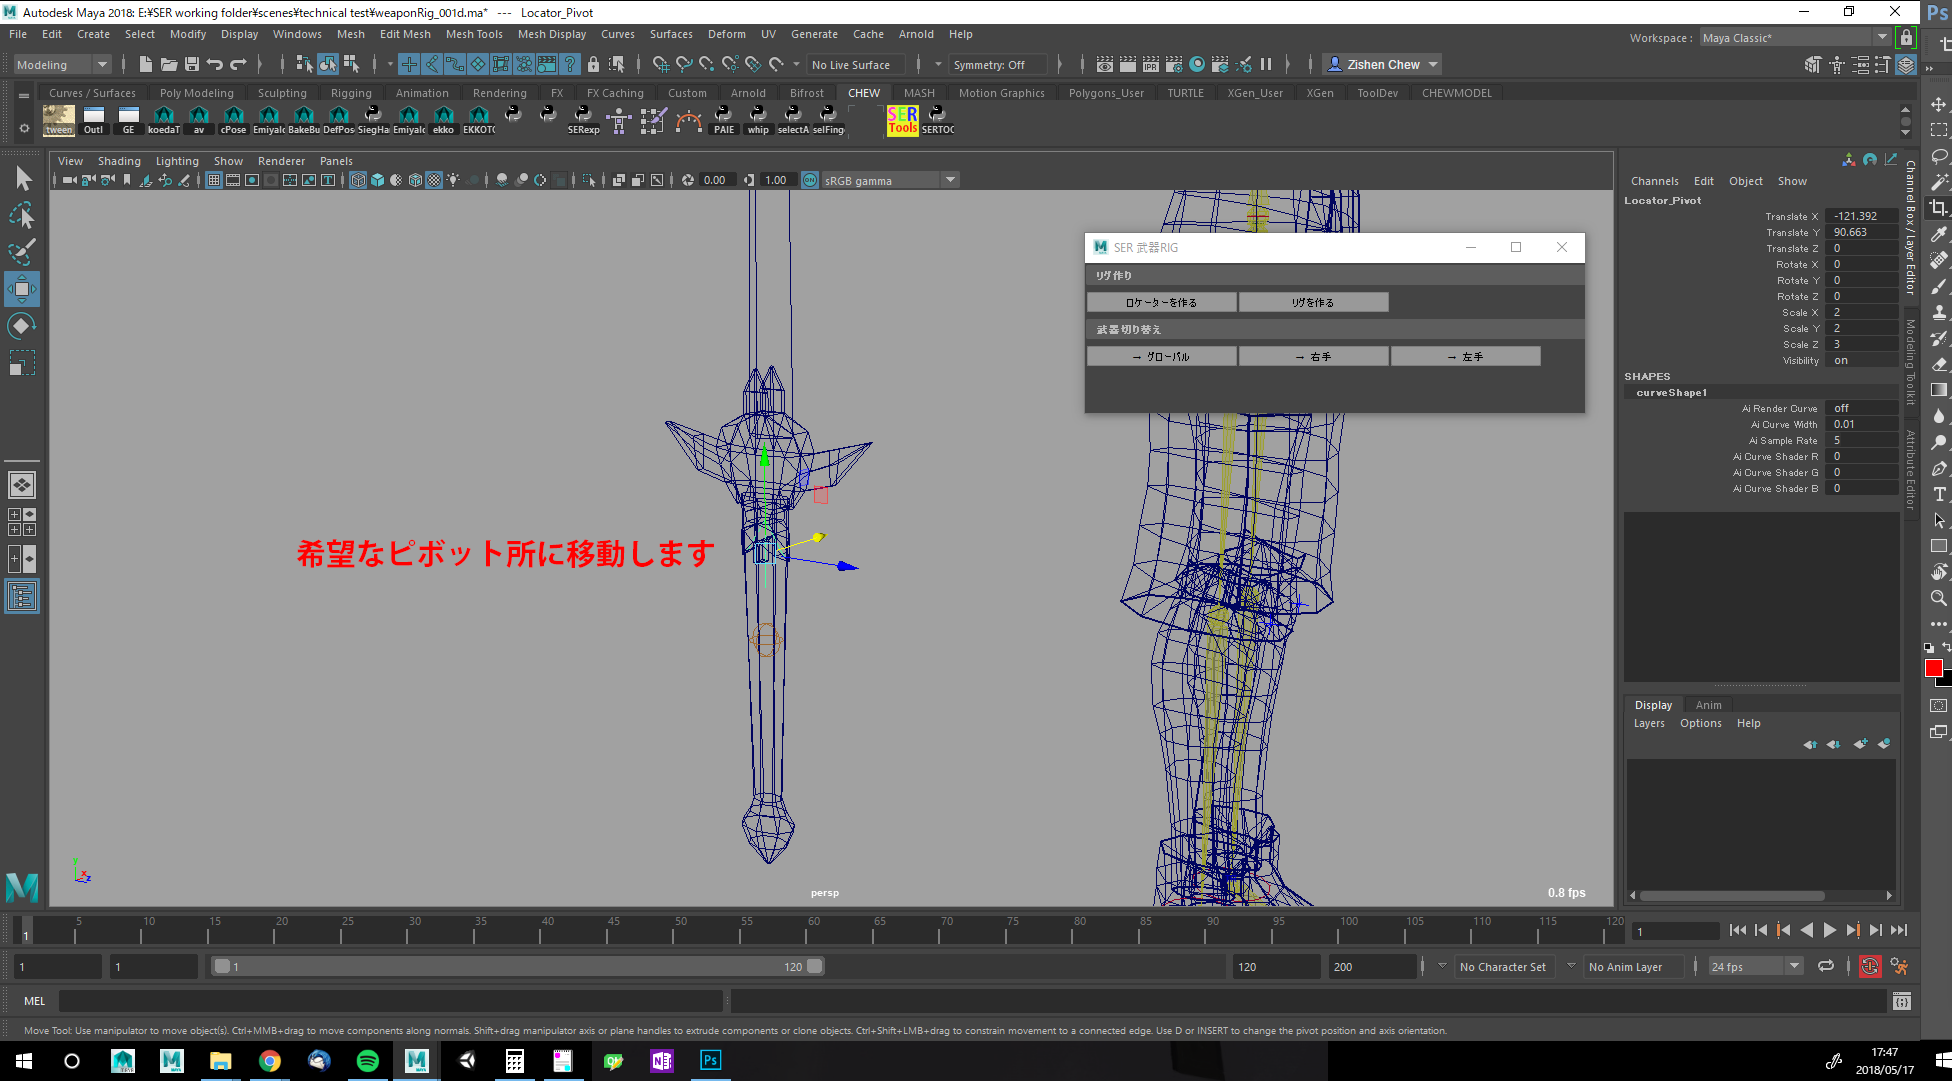 Autodesk Maya 2018: E:¥SER working folder¥scenes¥technical test¥weaponRig_001d.ma* --- Locator_Pivot
File Edit Create Select Modify Display Windows Mesh Edit Mesh Mesh Tools Mesh Display Curves Surfaces Deform UV Generate Cache Arnold Help
Workspace : Maya Classic*
Modeling No Live Surface Symmetry: Off Zishen Chew
Curves / Surfaces Poly Modeling Sculpting Rigging Animation Rendering FX FX Caching Custom Arnold Bifrost CHEW MASH Motion Graphics Polygons_User TURTLE XGen_User XGen ToolDev CHEWMODEL
tween Outl GE koedaT av cPose Emiyalc BakeBu DefPos SiegHa Emiyalc ekko EKKOTC SERexp PAIE whip selectA selFing SER Tools SERTOC
View Shading Lighting Show Renderer Panels
0.00 1.00 ON sRGB gamma
SER 武器RIG
リグ作り
ロケーターを作る リグを作る
武器切り替え
→ グローバル → 右手 → 左手
希望なピボット所に移動します
persp
0.8 fps
Channels Edit Object Show
Locator_Pivot
Translate X -121.392
Translate Y 90.663
Translate Z 0
Rotate X 0
Rotate Y 0
Rotate Z 0
Scale X 2
Scale Y 2
Scale Z 3
Visibility on
SHAPES
curveShape1
Ai Render Curve off
Ai Curve Width 0.01
Ai Sample Rate 5
Ai Curve Shader R 0
Ai Curve Shader G 0
Ai Curve Shader B 0
Channel Box / Layer Editor
Modeling Toolkit
Attribute Editor
Display Anim
Layers Options Help
1 5 10 15 20 25 30 35 40 45 50 55 60 65 70 75 80 85 90 95 100 105 110 115 120 1
1 1 1 120 120 200 No Character Set No Anim Layer 24 fps
MEL
Move Tool: Use manipulator to move object(s). Ctrl+MMB+drag to move components along normals. Shift+drag manipulator axis or plane handles to extrude components or clone objects. Ctrl+Shift+LMB+drag to constrain movement to a connected edge. Use D or INSERT to change the pivot position and axis orientation.
17:47
2018/05/17